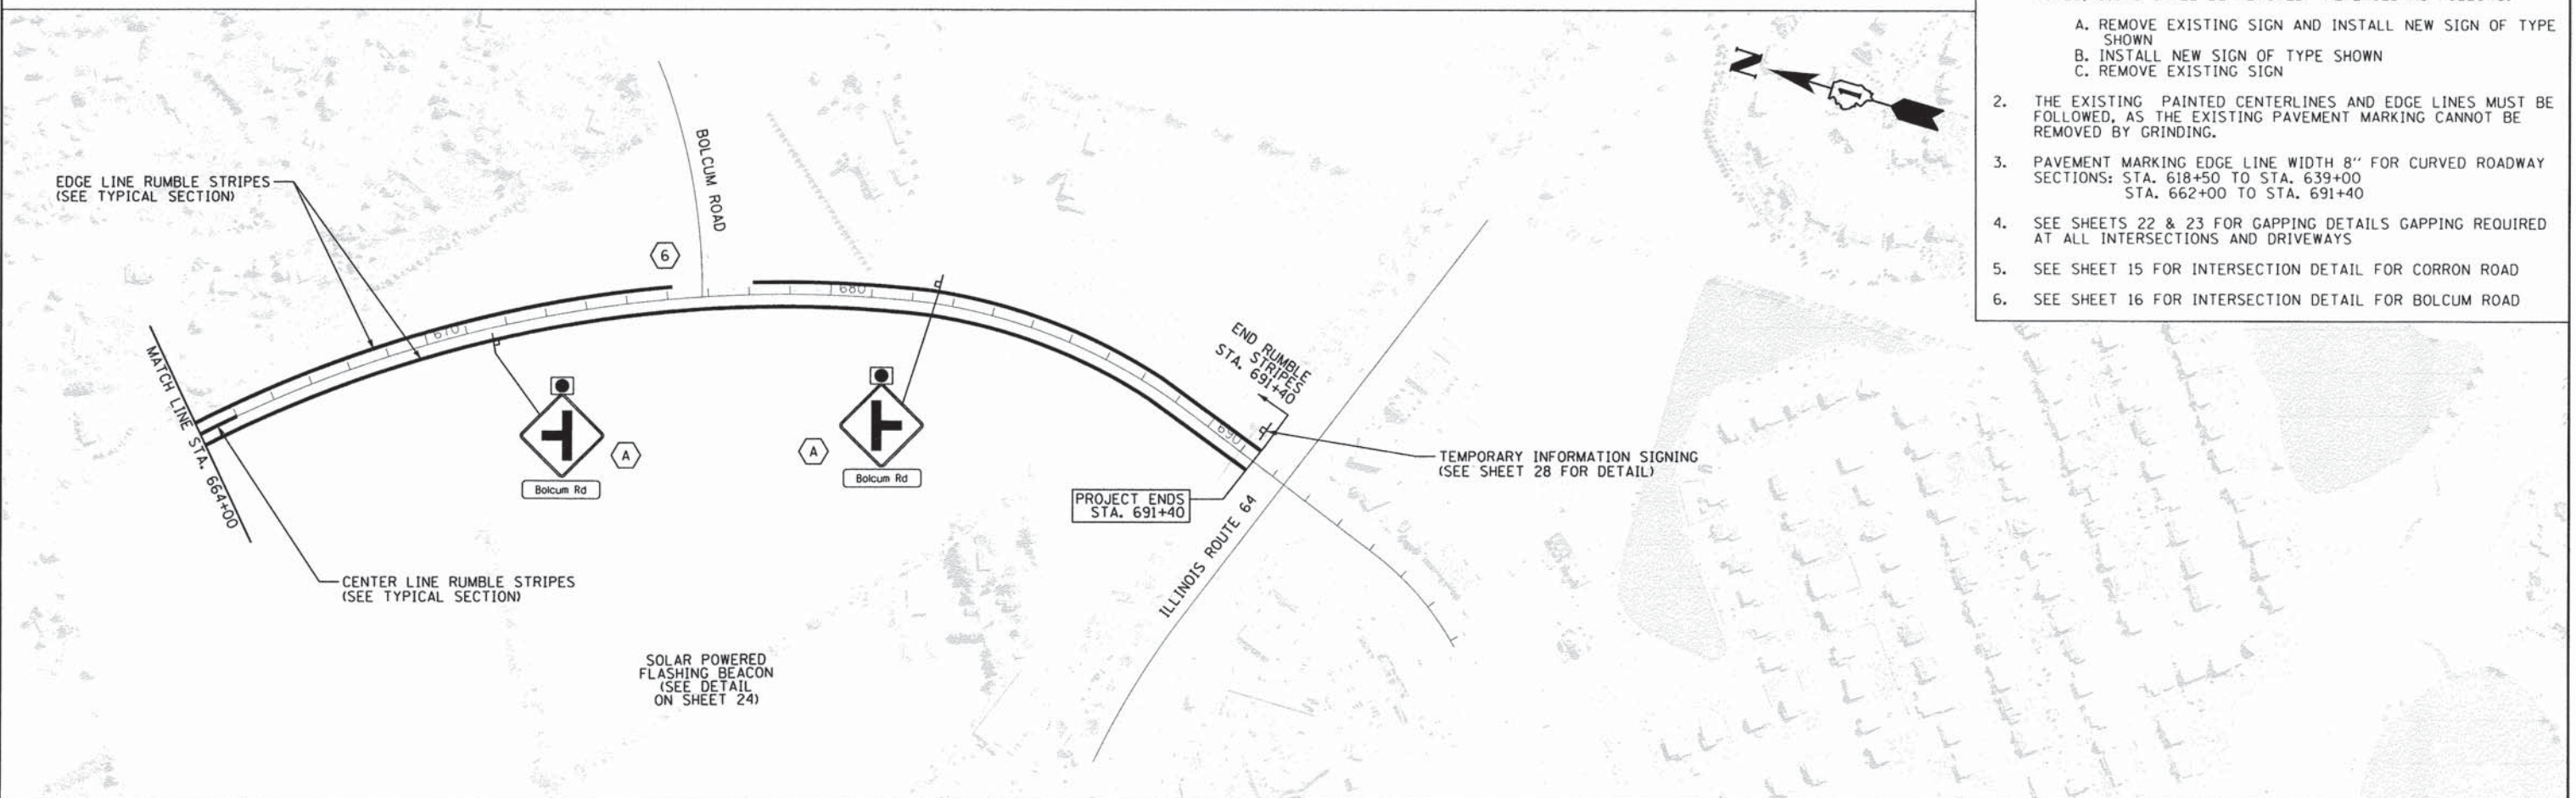 A. REMOVE EXISTING SIGN AND INSTALL NEW SIGN OF TYPE
SHOWN
B. INSTALL NEW SIGN OF TYPE SHOWN
C. REMOVE EXISTING SIGN
2. THE EXISTING PAINTED CENTERLINES AND EDGE LINES MUST BE
FOLLOWED, AS THE EXISTING PAVEMENT MARKING CANNOT BE
REMOVED BY GRINDING.
3. PAVEMENT MARKING EDGE LINE WIDTH 8'' FOR CURVED ROADWAY
SECTIONS: STA. 618+50 TO STA. 639+00
STA. 662+00 TO STA. 691+40
4. SEE SHEETS 22 & 23 FOR GAPPING DETAILS GAPPING REQUIRED
AT ALL INTERSECTIONS AND DRIVEWAYS
5. SEE SHEET 15 FOR INTERSECTION DETAIL FOR CORRON ROAD
6. SEE SHEET 16 FOR INTERSECTION DETAIL FOR BOLCUM ROAD
N
1
EDGE LINE RUMBLE STRIPES
(SEE TYPICAL SECTION)
BOLCUM ROAD
6
670
680
690
MATCH LINE STA. 664+00
A
Bolcum Rd
A
Bolcum Rd
END RUMBLE
STRIPES
STA. 691+40
TEMPORARY INFORMATION SIGNING
(SEE SHEET 28 FOR DETAIL)
PROJECT ENDS
STA. 691+40
ILLINOIS ROUTE 64
CENTER LINE RUMBLE STRIPES
(SEE TYPICAL SECTION)
SOLAR POWERED
FLASHING BEACON
(SEE DETAIL
ON SHEET 24)